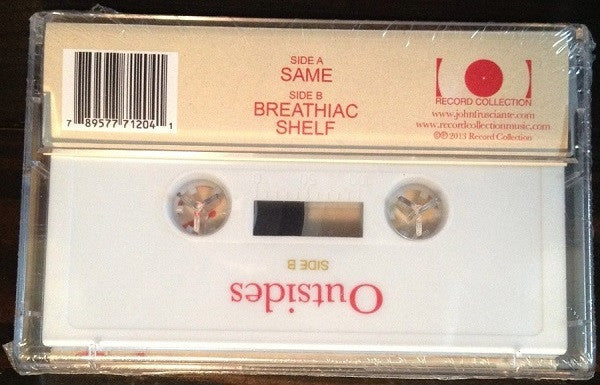 SIDE A
SAME
SIDE B
BREATHIAC
SHELF
7 89577 71204 1
RECORD COLLECTION
www.johnfrusciante.com
www.recordcollectionmusic.com
©℗ 2013 Record Collection
SIDE B
Outsides